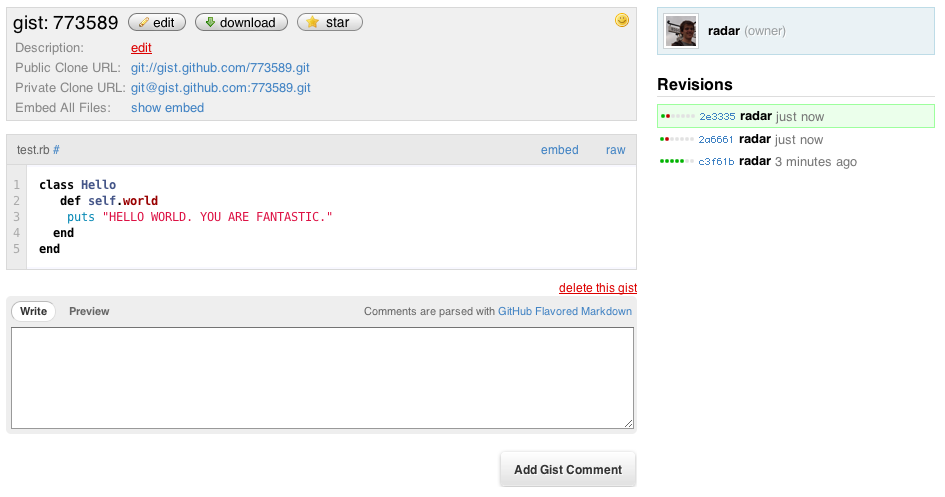 gist: 773589 edit download star
Description: edit
Public Clone URL: git://gist.github.com/773589.git
Private Clone URL: git@gist.github.com:773589.git
Embed All Files: show embed
test.rb # embed raw
1 class Hello
2 def self.world
3 puts "HELLO WORLD. YOU ARE FANTASTIC."
4 end
5 end
delete this gist
Write Preview Comments are parsed with GitHub Flavored Markdown
Add Gist Comment
radar (owner)
Revisions
2e3335 radar just now
2a6661 radar just now
c3f61b radar 3 minutes ago